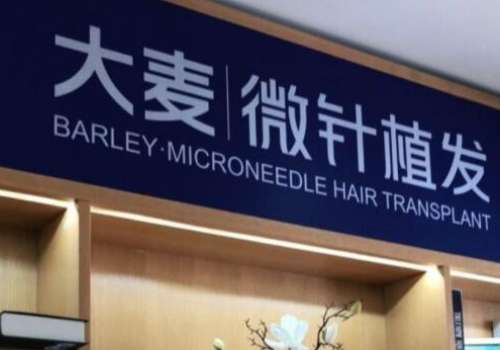 大麦|微针植发
BARLEY·MICRONEEDLE HAIR TRANSPLANT